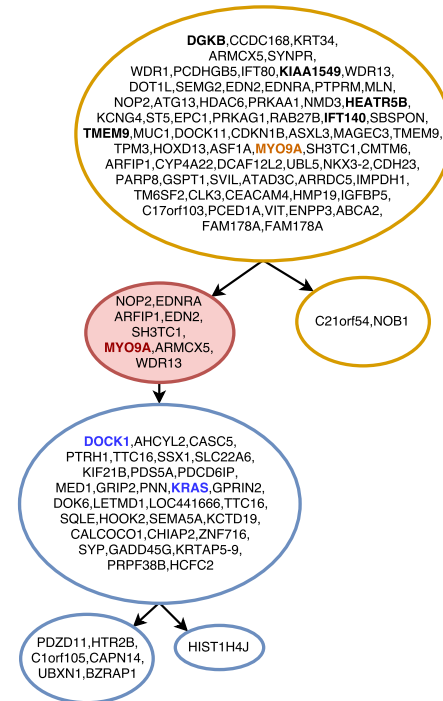 DGKB,CCDC168,KRT34,
ARMCX5,SYNPR,
WDR1,PCDHGB5,IFT80,KIAA1549,WDR13,
DOT1L,SEMG2,EDN2,EDNRA,PTPRM,MLN,
NOP2,ATG13,HDAC6,PRKAA1,NMD3,HEATR5B,
KCNG4,ST5,EPC1,PRKAG1,RAB27B,IFT140,SBSPON,
TMEM9,MUC1,DOCK11,CDKN1B,ASXL3,MAGEC3,TMEM9,
TPM3,HOXD13,ASF1A,MYO9A,SH3TC1,CMTM6,
ARFIP1,CYP4A22,DCAF12L2,UBL5,NKX3-2,CDH23,
PARP8,GSPT1,SVIL,ATAD3C,ARRDC5,IMPDH1,
TM6SF2,CLK3,CEACAM4,HMP19,IGFBP5,
C17orf103,PCED1A,VIT,ENPP3,ABCA2,
FAM178A,FAM178A
NOP2,EDNRA
ARFIP1,EDN2,
SH3TC1,
MYO9A,ARMCX5,
WDR13
C21orf54,NOB1
DOCK1,AHCYL2,CASC5,
PTRH1,TTC16,SSX1,SLC22A6,
KIF21B,PDS5A,PDCD6IP,
MED1,GRIP2,PNN,KRAS,GPRIN2,
DOK6,LETMD1,LOC441666,TTC16,
SQLE,HOOK2,SEMA5A,KCTD19,
CALCOCO1,CHIAP2,ZNF716,
SYP,GADD45G,KRTAP5-9,
PRPF38B,HCFC2
PDZD11,HTR2B,
C1orf105,CAPN14,
UBXN1,BZRAP1
HIST1H4J